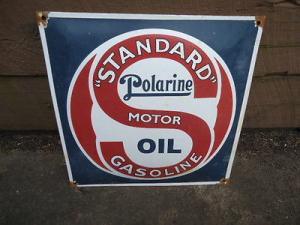 "STANDARD"
Polarine
MOTOR
OIL
GASOLINE